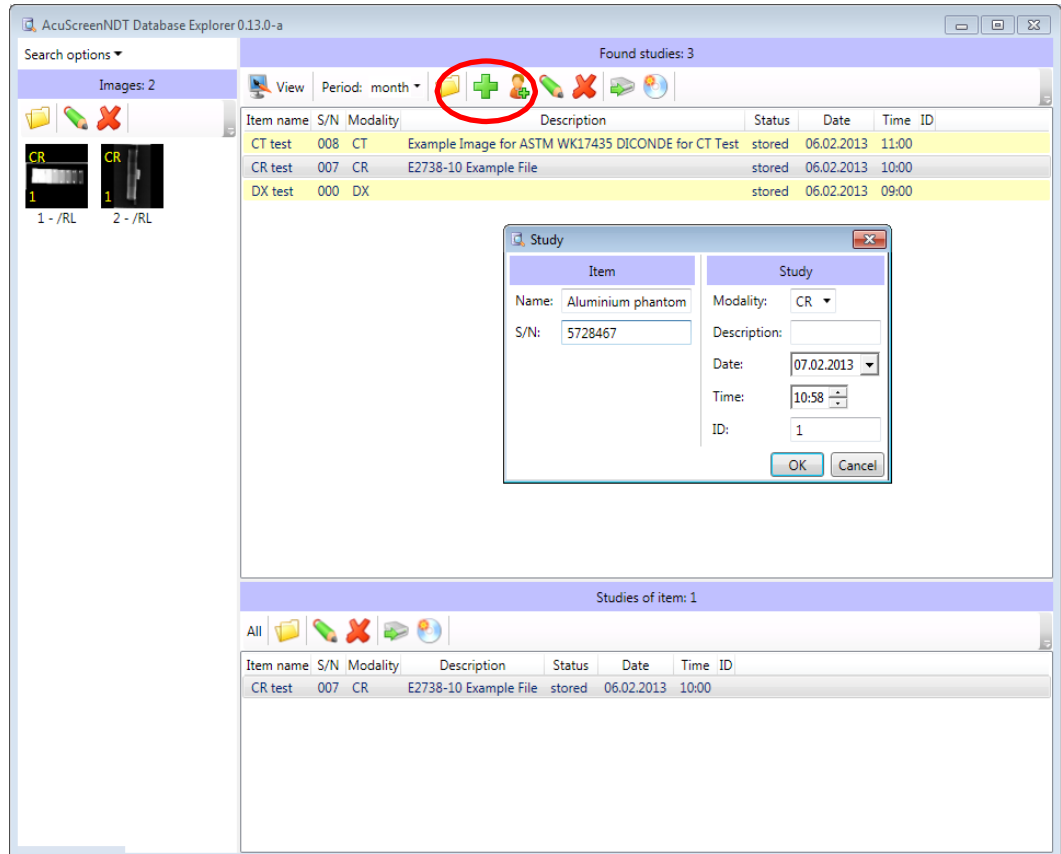 AcuScreenNDT Database Explorer 0.13.0-a
Search options
Images: 2
CR
1
CR
1
1 - /RL 2 - /RL
Found studies: 3
View Period: month
Item name S/N Modality Description Status Date Time ID
CT test 008 CT Example Image for ASTM WK17435 DICONDE for CT Test stored 06.02.2013 11:00
CR test 007 CR E2738-10 Example File stored 06.02.2013 10:00
DX test 000 DX stored 06.02.2013 09:00
Study
Item
Name: Aluminium phantom
S/N: 5728467
Study
Modality: CR
Description:
Date: 07.02.2013
Time: 10:58
ID: 1
OK Cancel
Studies of item: 1
All
Item name S/N Modality Description Status Date Time ID
CR test 007 CR E2738-10 Example File stored 06.02.2013 10:00